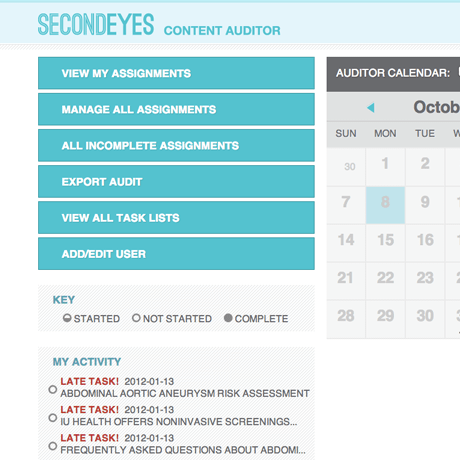 SECONDEYES CONTENT AUDITOR
VIEW MY ASSIGNMENTS
MANAGE ALL ASSIGNMENTS
ALL INCOMPLETE ASSIGNMENTS
EXPORT AUDIT
VIEW ALL TASK LISTS
ADD/EDIT USER
KEY
STARTED NOT STARTED COMPLETE
MY ACTIVITY
LATE TASK! 2012-01-13
ABDOMINAL AORTIC ANEURYSM RISK ASSESSMENT
LATE TASK! 2012-01-13
IU HEALTH OFFERS NONINVASIVE SCREENINGS...
LATE TASK! 2012-01-13
FREQUENTLY ASKED QUESTIONS ABOUT ABDOMI...
AUDITOR CALENDAR:
Octob
SUN MON TUE
30 1 2
7 8 9
14 15 16
21 22 23
28 29 30